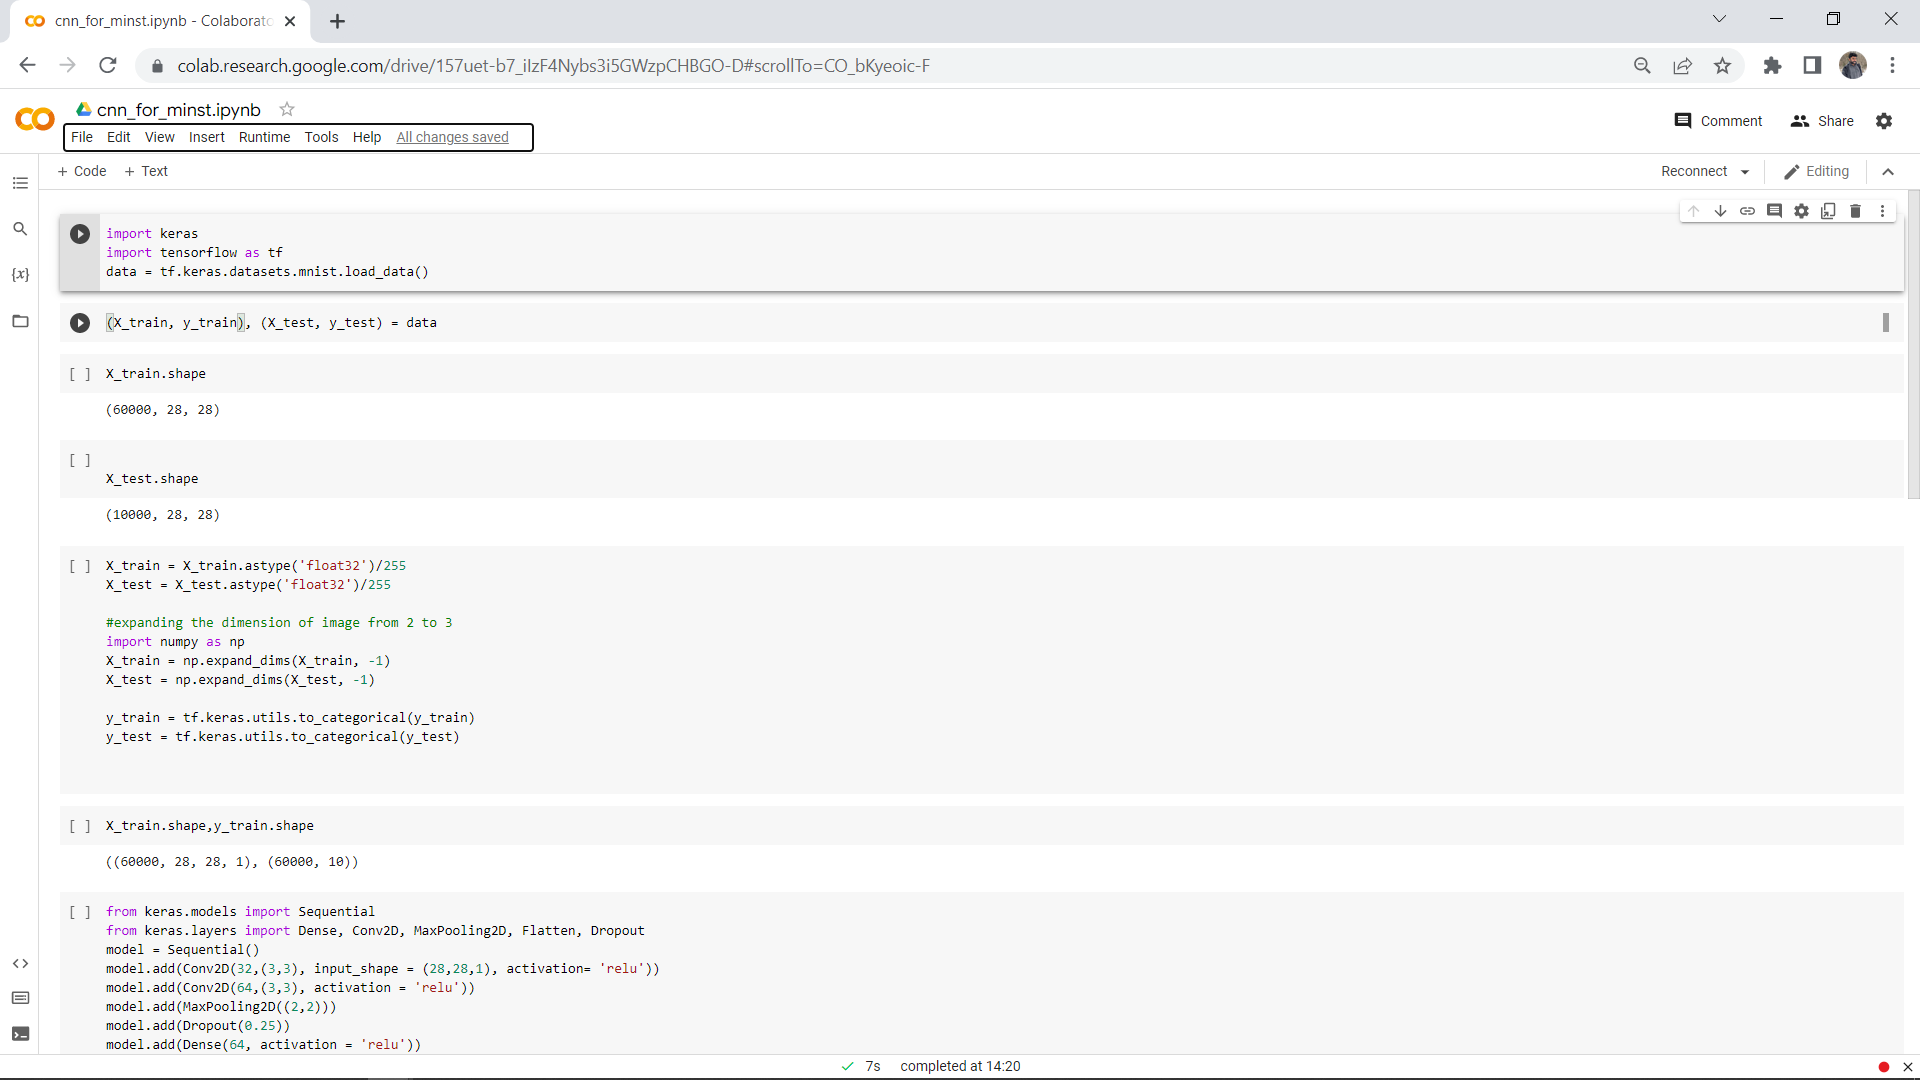 cnn_for_minst.ipynb - Colaborato
colab.research.google.com/drive/157uet-b7_iIzF4Nybs3i5GWzpCHBGO-D#scrollTo=CO_bKyeoic-F
cnn_for_minst.ipynb
File Edit View Insert Runtime Tools Help All changes saved
Comment Share
+ Code + Text
Reconnect Editing
import keras
import tensorflow as tf
data = tf.keras.datasets.mnist.load_data()
(X_train, y_train), (X_test, y_test) = data
[ ] X_train.shape
(60000, 28, 28)
[ ]
X_test.shape
(10000, 28, 28)
[ ] X_train = X_train.astype('float32')/255
X_test = X_test.astype('float32')/255
#expanding the dimension of image from 2 to 3
import numpy as np
X_train = np.expand_dims(X_train, -1)
X_test = np.expand_dims(X_test, -1)
y_train = tf.keras.utils.to_categorical(y_train)
y_test = tf.keras.utils.to_categorical(y_test)
[ ] X_train.shape,y_train.shape
((60000, 28, 28, 1), (60000, 10))
[ ] from keras.models import Sequential
from keras.layers import Dense, Conv2D, MaxPooling2D, Flatten, Dropout
model = Sequential()
model.add(Conv2D(32,(3,3), input_shape = (28,28,1), activation= 'relu'))
model.add(Conv2D(64,(3,3), activation = 'relu'))
model.add(MaxPooling2D((2,2)))
model.add(Dropout(0.25))
model.add(Dense(64, activation = 'relu'))
7s completed at 14:20